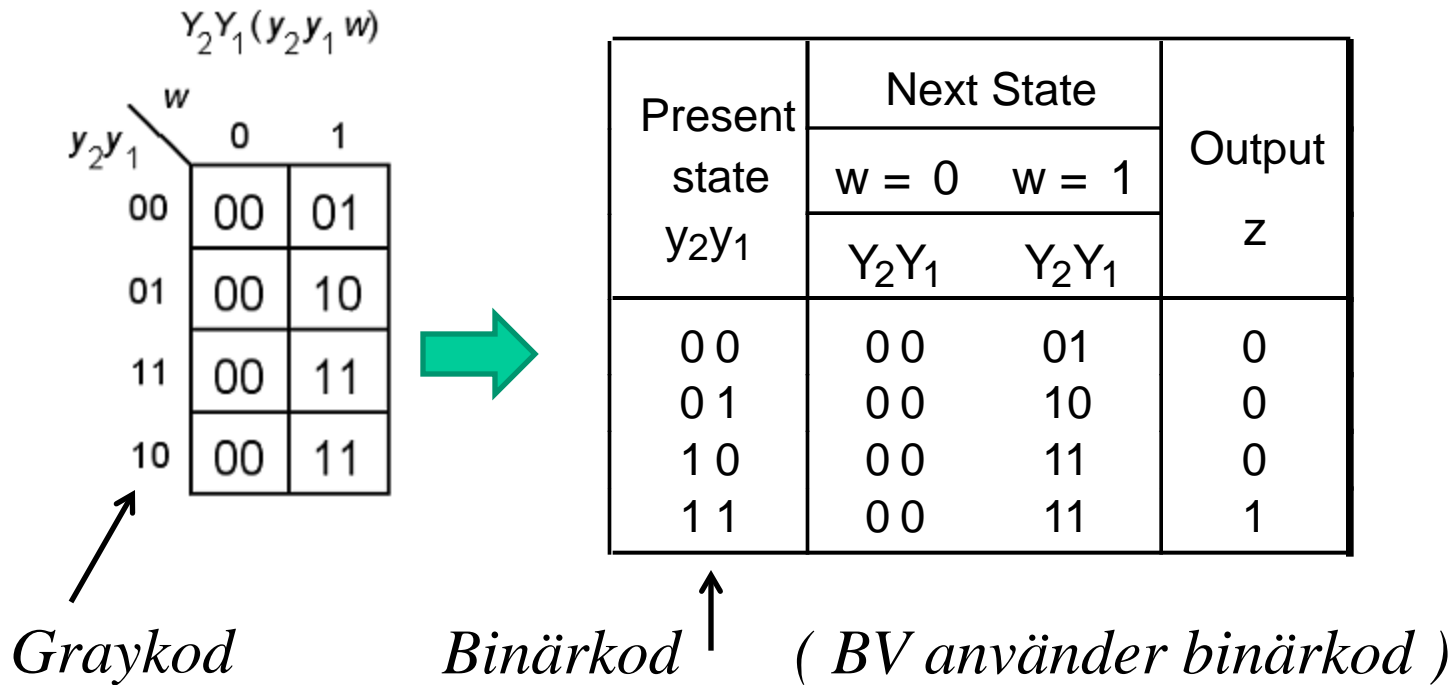 Y2Y1(y2y1 w)
w
y2y1 0 1
00 00 01
01 00 10
11 00 11
10 00 11
Graykod
Present state y2y1
Next State
w = 0 w = 1
Y2Y1 Y2Y1
Output z
0 0 0 0 01 0
0 1 0 0 10 0
1 0 0 0 11 0
1 1 0 0 11 1
Binärkod ( BV använder binärkod )